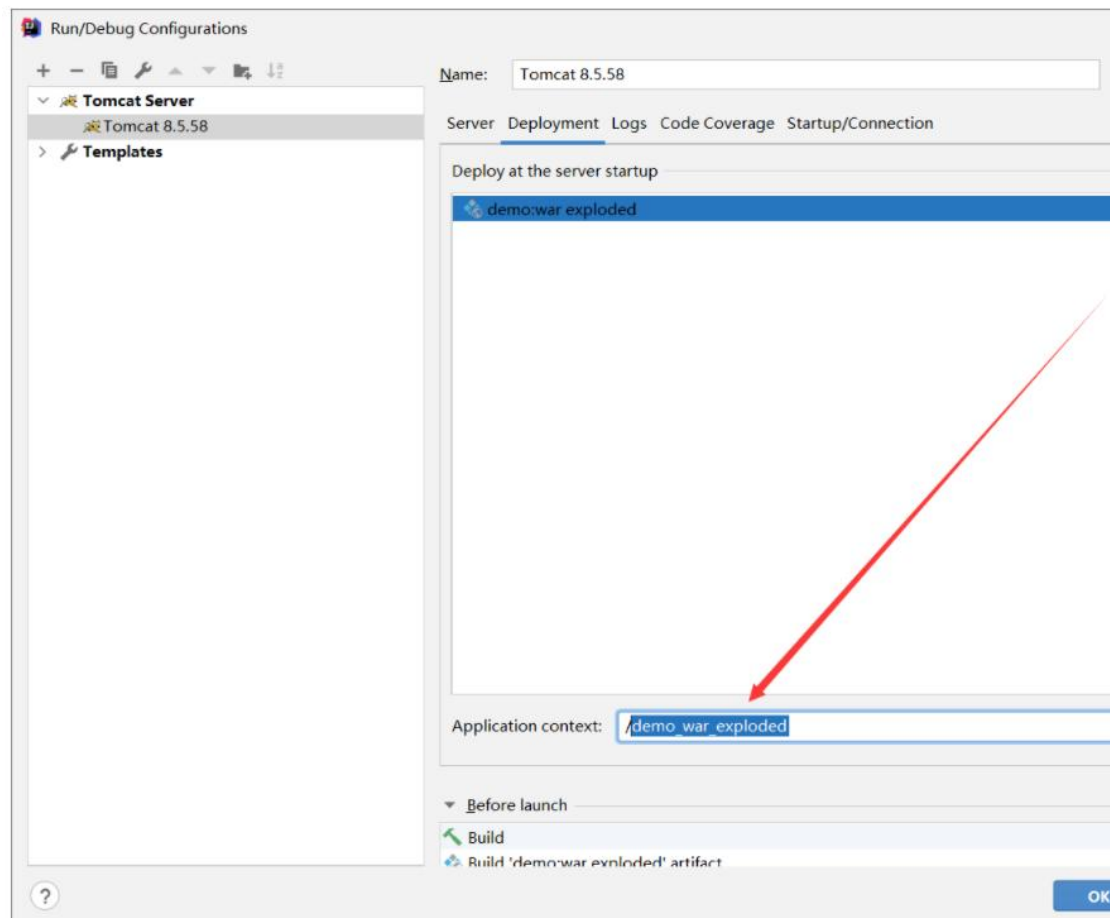 Run/Debug Configurations
Name: Tomcat 8.5.58
Tomcat Server
Tomcat 8.5.58
Templates
Server Deployment Logs Code Coverage Startup/Connection
Deploy at the server startup
demo:war exploded
Application context: /demo_war_exploded
Before launch
Build
Build 'demo:war exploded' artifact
?
OK